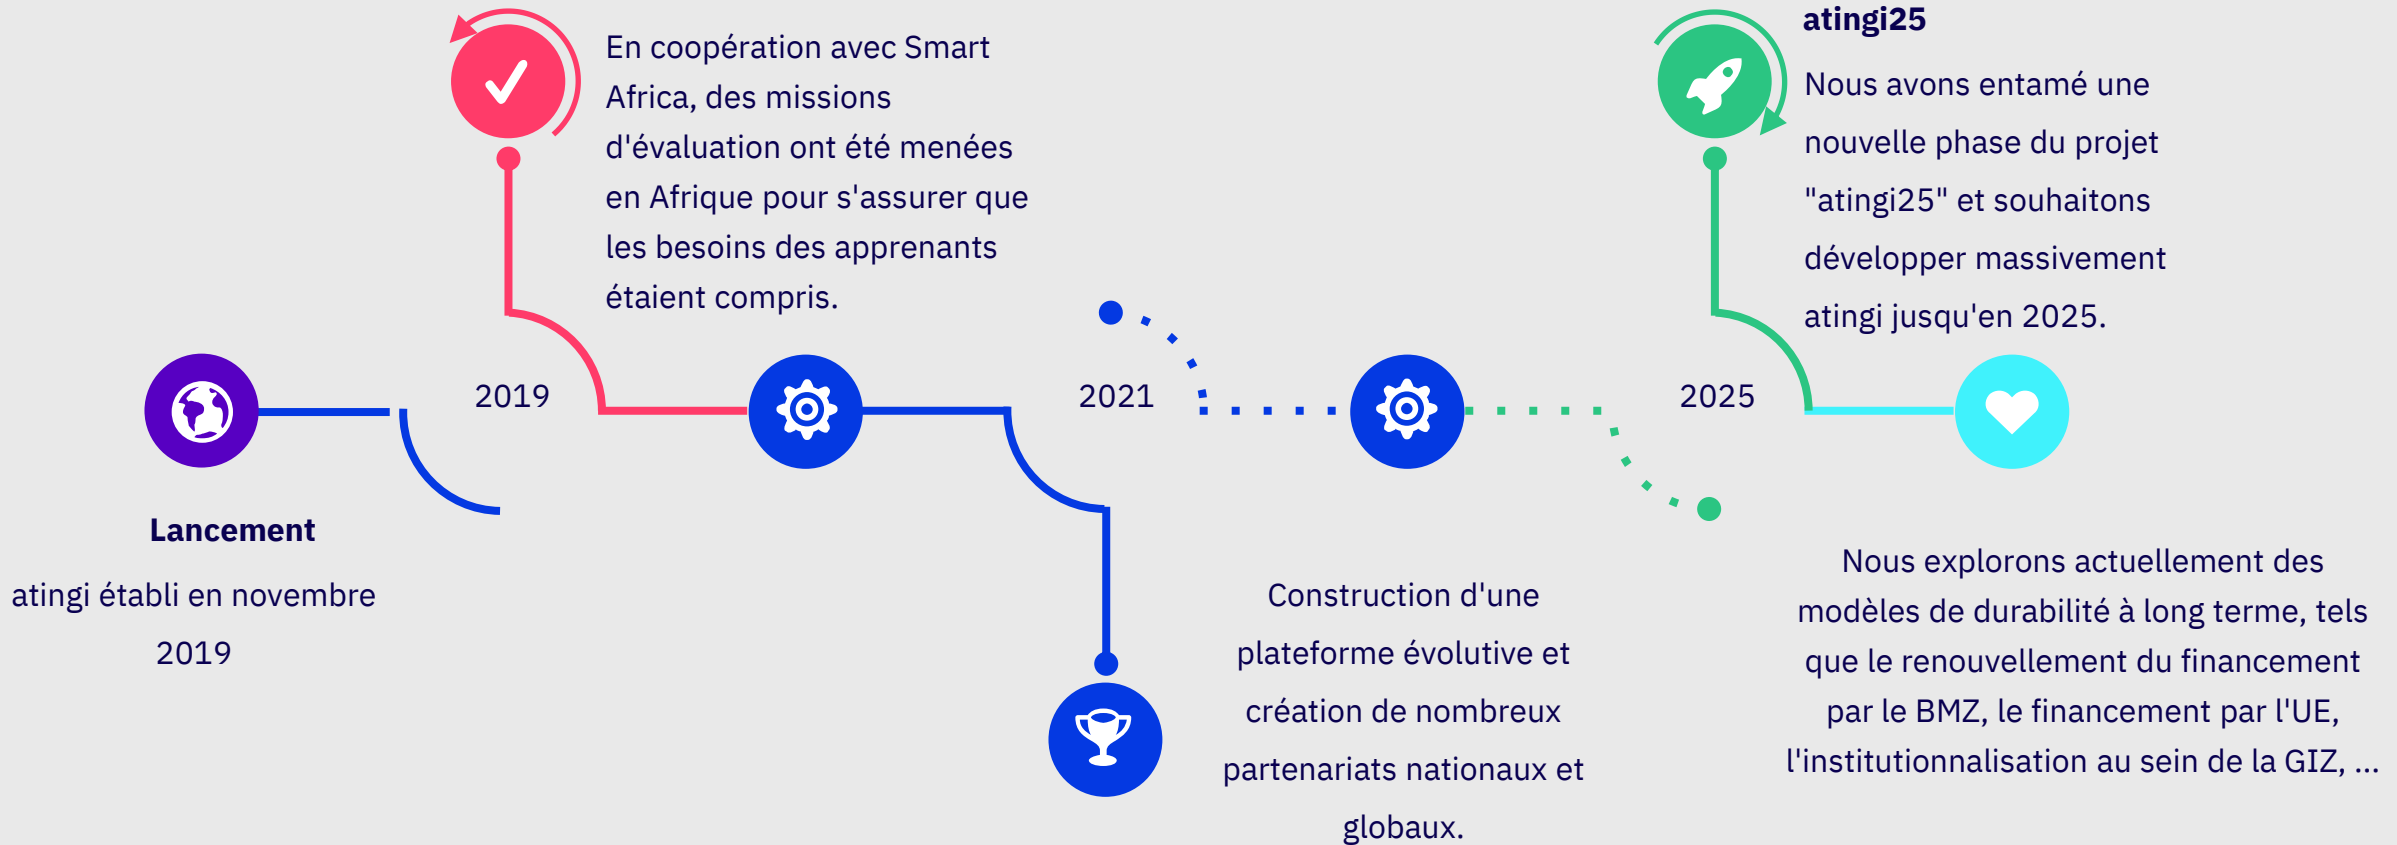 Lancement
atingi établi en novembre
2019
2019
En coopération avec Smart
Africa, des missions
d'évaluation ont été menées
en Afrique pour s'assurer que
les besoins des apprenants
étaient compris.
2021
Construction d'une
plateforme évolutive et
création de nombreux
partenariats nationaux et
globaux.
2025
atingi25
Nous avons entamé une
nouvelle phase du projet
"atingi25" et souhaitons
développer massivement
atingi jusqu'en 2025.
Nous explorons actuellement des
modèles de durabilité à long terme, tels
que le renouvellement du financement
par le BMZ, le financement par l'UE,
l'institutionnalisation au sein de la GIZ, ...